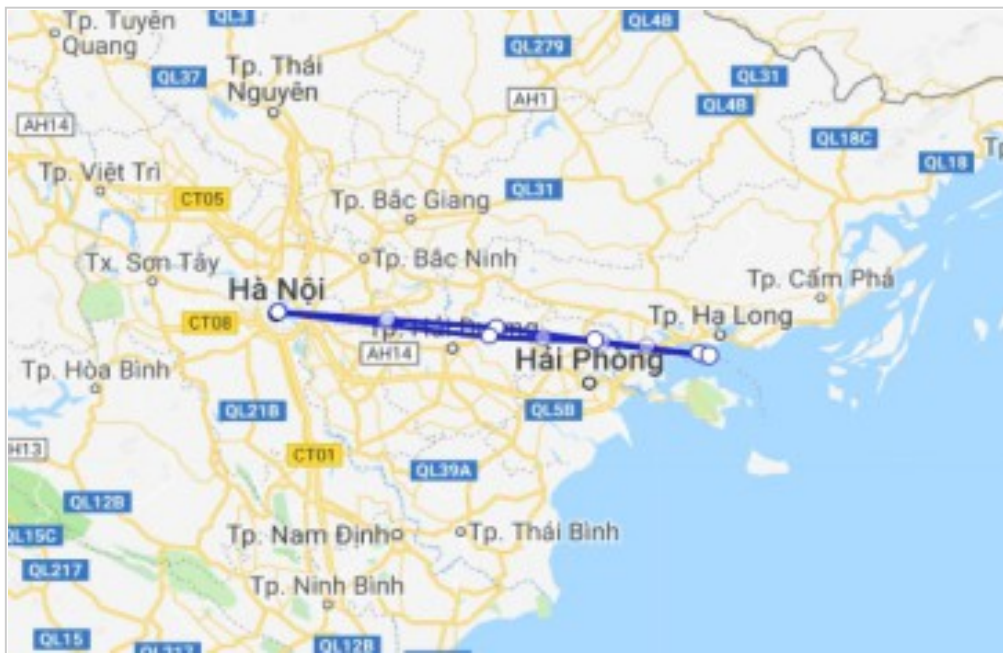 Tp. Tuyên
Quang
QL3
QL4B
QL279
QL37
Tp. Thái
Nguyên
QL31
AH1
QL4B
AH14
QL18C
QL18
Tp
Tp. Việt Trì
CT05
QL31
Tp. Bắc Giang
Tx. Sơn Tây
Tp. Bắc Ninh
Tp. Cẩm Phả
Hà Nội
CT08
Tp. Hạ Long
AH14
Hải Phòng
Tp. Hòa Bình
QL21B
QL5B
H13
CT01
QL39A
QL12B
QL15C
Tp. Nam Định
Tp. Thái Bình
QL217
Tp. Ninh Bình
QL15
QL217
QL12B